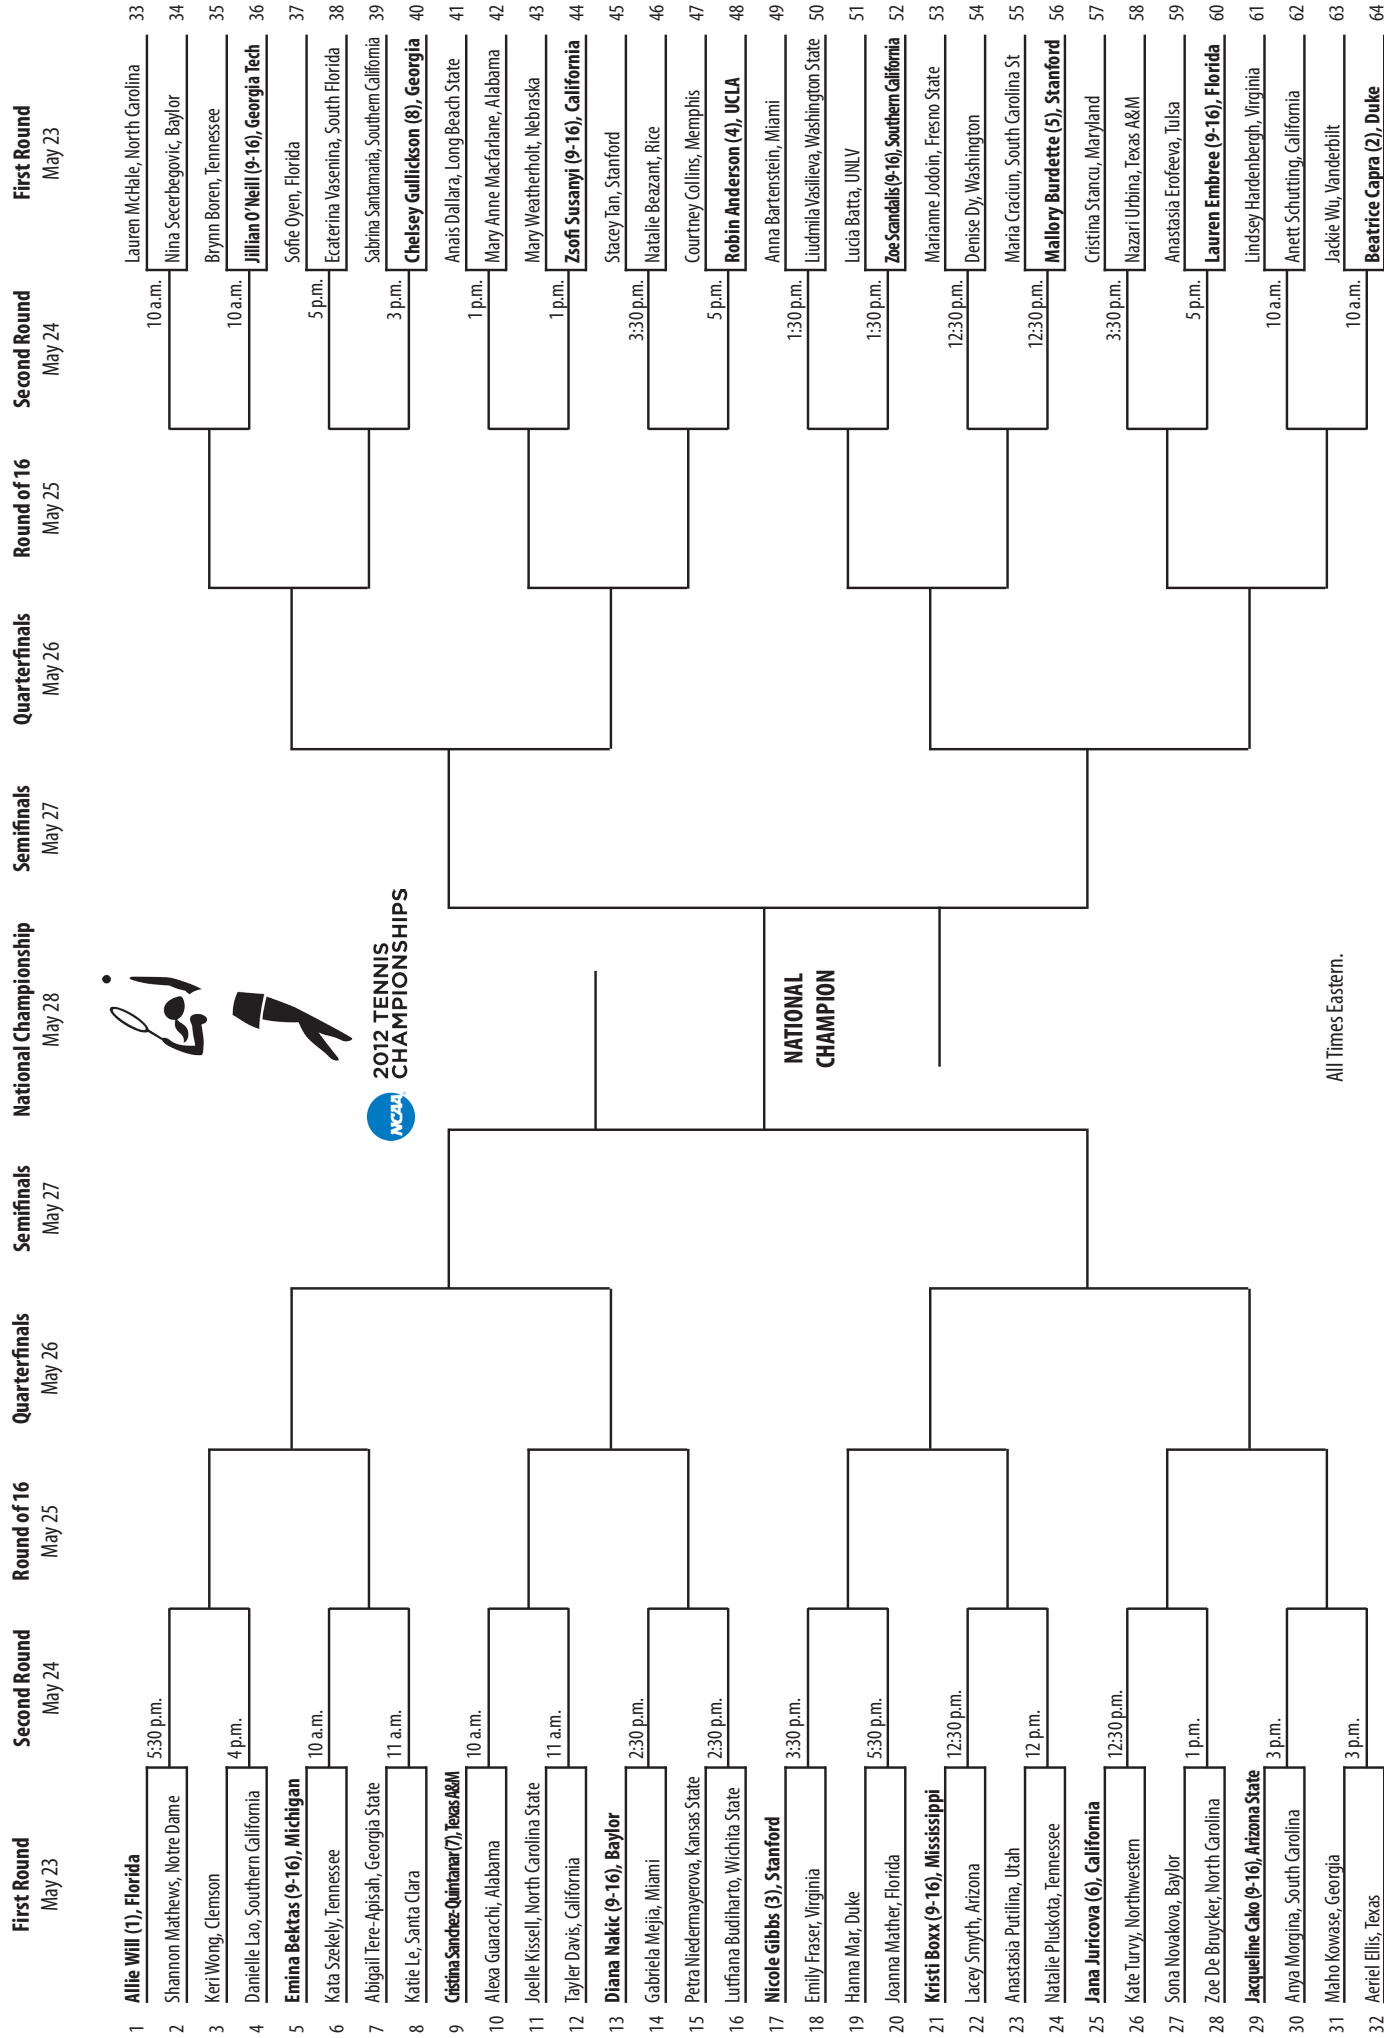 First Round
May 23
Second Round
May 24
Round of 16
May 25
Quarterfinals
May 26
Semifinals
May 27
National Championship
May 28
Semifinals
May 27
Quarterfinals
May 26
Round of 16
May 25
Second Round
May 24
First Round
May 23
1 Allie Will (1), Florida
5:30 p.m.
2 Shannon Mathews, Notre Dame
3 Keri Wong, Clemson
4 p.m.
4 Danielle Lao, Southern California
5 Emina Bektas (9-16), Michigan
10 a.m.
6 Kata Szekely, Tennessee
7 Abigail Tere-Apisah, Georgia State
11 a.m.
8 Katie Le, Santa Clara
9 Cristina Sanchez-Quintanar (7), Texas A&M
10 a.m.
10 Alexa Guarachi, Alabama
11 Joelle Kissell, North Carolina State
11 a.m.
12 Tayler Davis, California
13 Diana Nakic (9-16), Baylor
2:30 p.m.
14 Gabriela Mejia, Miami
15 Petra Niedermayerova, Kansas State
2:30 p.m.
16 Lutfiana Budiharto, Wichita State
17 Nicole Gibbs (3), Stanford
3:30 p.m.
18 Emily Fraser, Virginia
19 Hanna Mar, Duke
5:30 p.m.
20 Joanna Mather, Florida
21 Kristi Boxx (9-16), Mississippi
12:30 p.m.
22 Lacey Smyth, Arizona
23 Anastasia Putilina, Utah
12 p.m.
24 Natalie Pluskota, Tennessee
25 Jana Juricova (6), California
12:30 p.m.
26 Kate Turvy, Northwestern
27 Sona Novakova, Baylor
1 p.m.
28 Zoe De Bruycker, North Carolina
29 Jacqueline Cako (9-16), Arizona State
3 p.m.
30 Anya Morgina, South Carolina
31 Maho Kowase, Georgia
3 p.m.
32 Aeriel Ellis, Texas
NCAA
2012 TENNIS
CHAMPIONSHIPS
NATIONAL
CHAMPION
All Times Eastern.
Lauren McHale, North Carolina 33
10 a.m.
Nina Secerbegovic, Baylor 34
Brynn Boren, Tennessee 35
10 a.m.
Jillian O'Neill (9-16), Georgia Tech 36
Sofie Oyen, Florida 37
5 p.m.
Ecaterina Vasenina, South Florida 38
Sabrina Santamaria, Southern California 39
3 p.m.
Chelsey Gullickson (8), Georgia 40
Anais Dallara, Long Beach State 41
1 p.m.
Mary Anne Macfarlane, Alabama 42
Mary Weatherholt, Nebraska 43
1 p.m.
Zsofi Susanyi (9-16), California 44
Stacey Tan, Stanford 45
3:30 p.m.
Natalie Beazant, Rice 46
Courtney Collins, Memphis 47
5 p.m.
Robin Anderson (4), UCLA 48
Anna Bartenstein, Miami 49
1:30 p.m.
Liudmila Vasilieva, Washington State 50
Lucia Batta, UNLV 51
1:30 p.m.
Zoe Scandalis (9-16), Southern California 52
Marianne Jodoin, Fresno State 53
12:30 p.m.
Denise Dy, Washington 54
Maria Craciun, South Carolina St 55
12:30 p.m.
Mallory Burdette (5), Stanford 56
Cristina Stancu, Maryland 57
3:30 p.m.
Nazari Urbina, Texas A&M 58
Anastasia Erofeeva, Tulsa 59
5 p.m.
Lauren Embree (9-16), Florida 60
Lindsey Hardenbergh, Virginia 61
10 a.m.
Anett Schutting, California 62
Jackie Wu, Vanderbilt 63
10 a.m.
Beatrice Capra (2), Duke 64